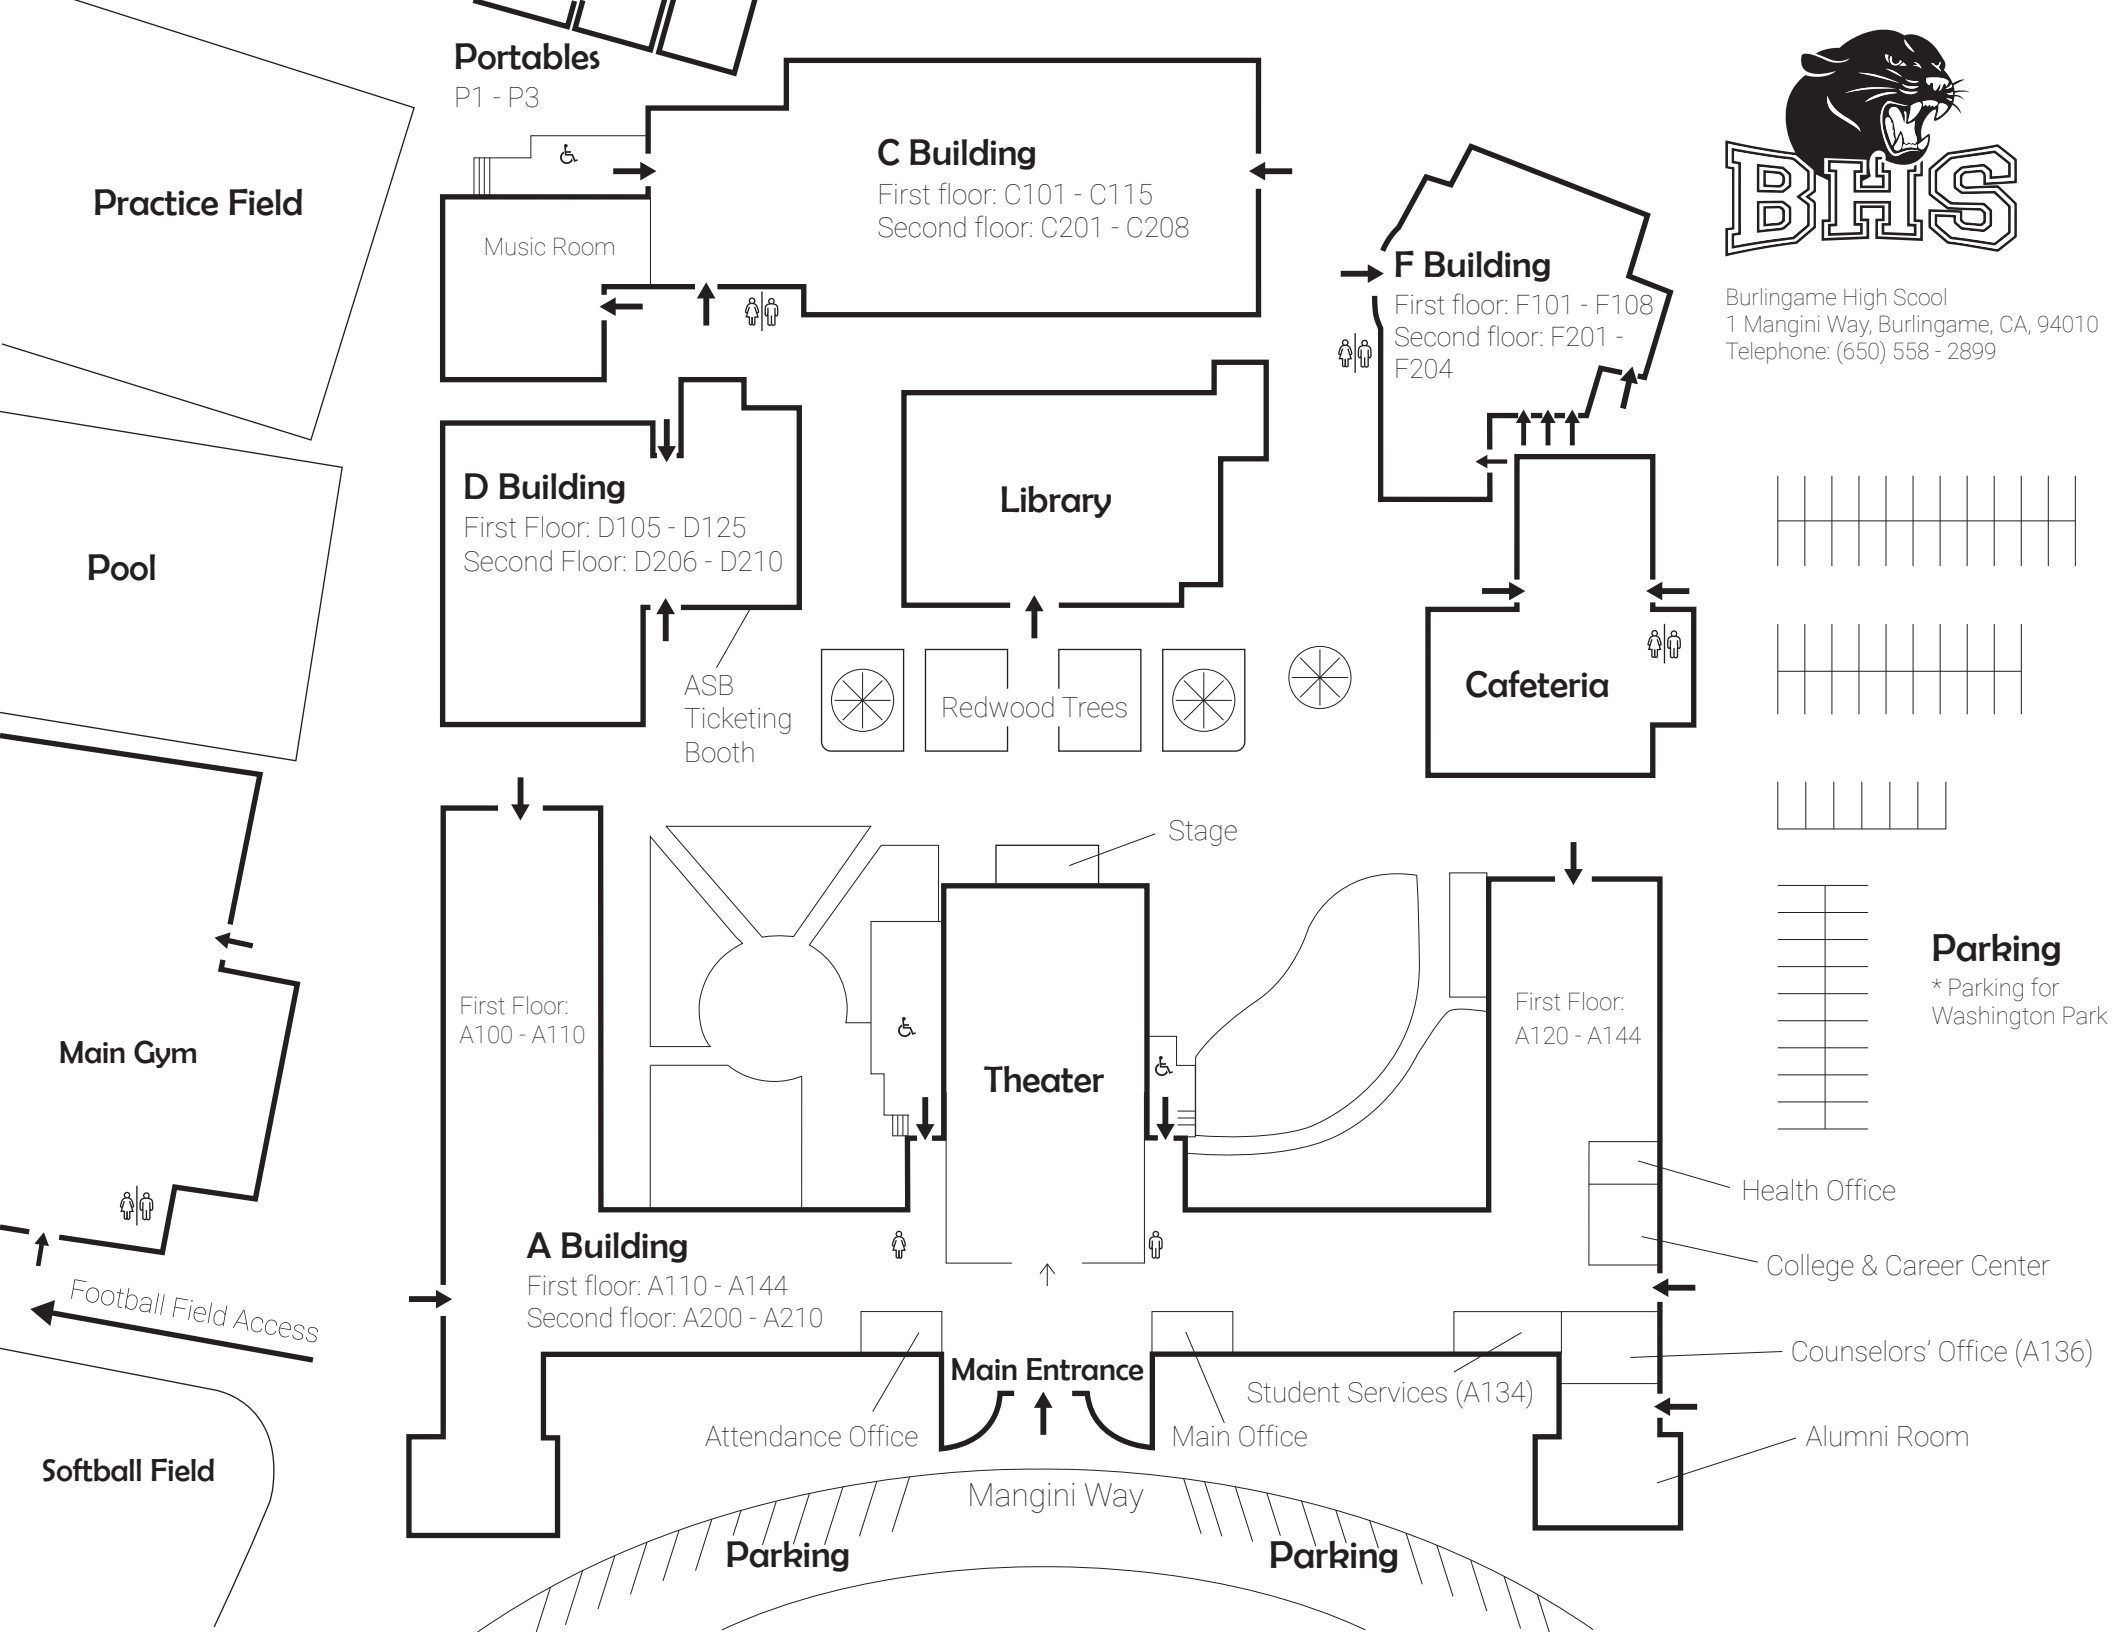 Portables
P1 - P3
Practice Field
C Building
First floor: C101 - C115
Second floor: C201 - C208
Music Room
BHS
Burlingame High Scool
1 Mangini Way, Burlingame, CA, 94010
Telephone: (650) 558 - 2899
F Building
First floor: F101 - F108
Second floor: F201 -
F204
D Building
First Floor: D105 - D125
Second Floor: D206 - D210
Library
Pool
ASB
Ticketing
Booth
Redwood Trees
Cafeteria
Stage
Parking
* Parking for
Washington Park
First Floor:
A100 - A110
First Floor:
A120 - A144
Main Gym
Theater
Health Office
College & Career Center
A Building
First floor: A110 - A144
Second floor: A200 - A210
Football Field Access
Main Entrance
Counselors' Office (A136)
Student Services (A134)
Attendance Office
Main Office
Alumni Room
Softball Field
Mangini Way
Parking
Parking